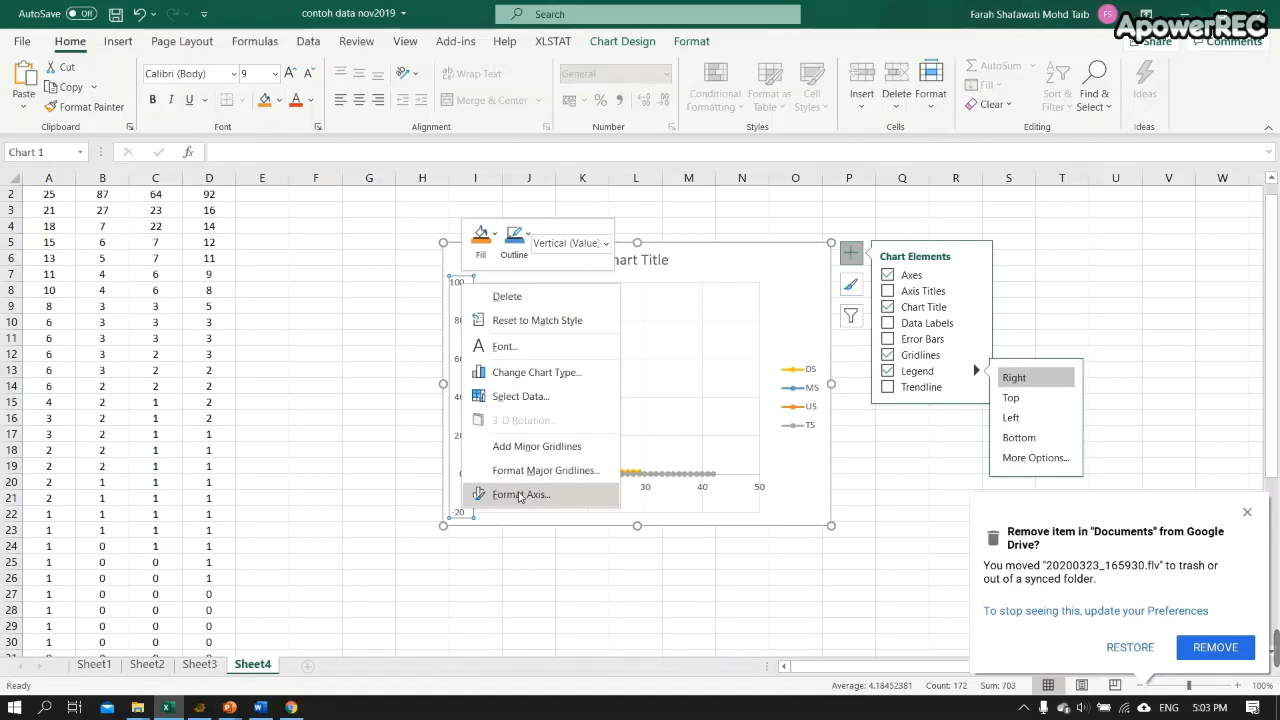 AutoSave Off
contoh data nov2019
Search
Farah Shafawati Mohd Taib FS
ApowerREC
File Home Insert Page Layout Formulas Data Review View Add-ins Help XLSTAT Chart Design Format
Share Comments
Cut
Copy
Format Painter
Paste
Clipboard
Calibri (Body) 9
B I U
Font
Wrap Text
Merge & Center
Alignment
General
Number
Conditional Formatting
Format as Table
Cell Styles
Styles
Insert Delete Format
Cells
AutoSum
Fill
Clear
Sort & Filter
Find & Select
Editing
Ideas
Ideas
Chart 1
fx
A B C D E F G H I J K L M N O P Q R S T U V W
2 25 87 64 92
3 21 27 23 16
4 18 7 22 14
5 15 6 7 12
6 13 5 7 11
7 11 4 6 9
8 10 4 6 8
9 8 3 3 5
10 6 3 3 3
11 6 3 3 3
12 6 3 2 3
13 6 3 2 2
14 6 2 2 2
15 4 2 1 2
16 3 2 1 2
17 3 2 1 1
18 2 2 1 1
19 2 2 1 1
20 2 1 1 1
21 2 1 1 1
22 1 1 1 1
23 1 1 1 1
24 1 0 1 1
25 1 0 0 1
26 1 0 0 1
27 1 0 0 0
28 1 0 0 0
29 1 0 0 0
30 1 0 0 0
Fill Outline
Vertical (Value)
hart Title
100
-20
30 40 50
DS
MS
US
TS
Delete
Reset to Match Style
Font...
Change Chart Type...
Select Data...
3-D Rotation...
Add Minor Gridlines
Format Major Gridlines...
Format Axis...
Chart Elements
Axes
Axis Titles
Chart Title
Data Labels
Error Bars
Gridlines
Legend
Trendline
Right
Top
Left
Bottom
More Options...
Remove item in "Documents" from Google
Drive?
You moved "20200323_165930.flv" to trash or
out of a synced folder.
To stop seeing this, update your Preferences
RESTORE REMOVE
Sheet1 Sheet2 Sheet3 Sheet4
Ready
Average: 4.18452381 Count: 172 Sum: 703
100%
ENG 5:03 PM